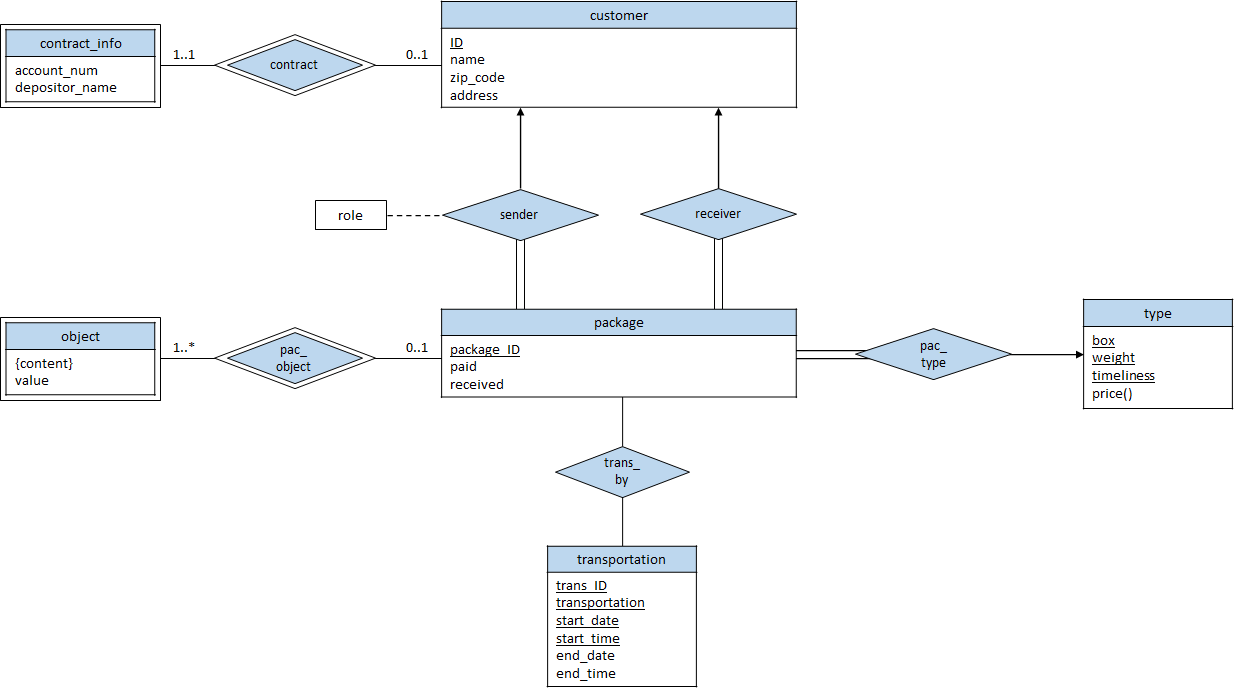 customer
ID
name
zip_code
address
contract_info
account_num
depositor_name
1..1
contract
0..1
role
sender
receiver
object
{content}
value
1..*
pac_
object
0..1
package
package_ID
paid
received
pac_
type
type
box
weight
timeliness
price()
trans_
by
transportation
trans_ID
transportation
start_date
start_time
end_date
end_time